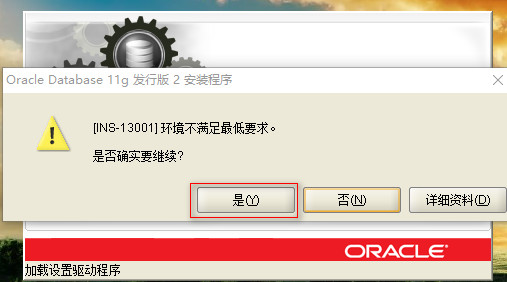 Oracle Database 11g 发行版 2 安装程序
[INS-13001] 环境不满足最低要求。
是否确实要继续?
是(Y)
否(N)
详细资料(D)
ORACLE
加载设置驱动程序